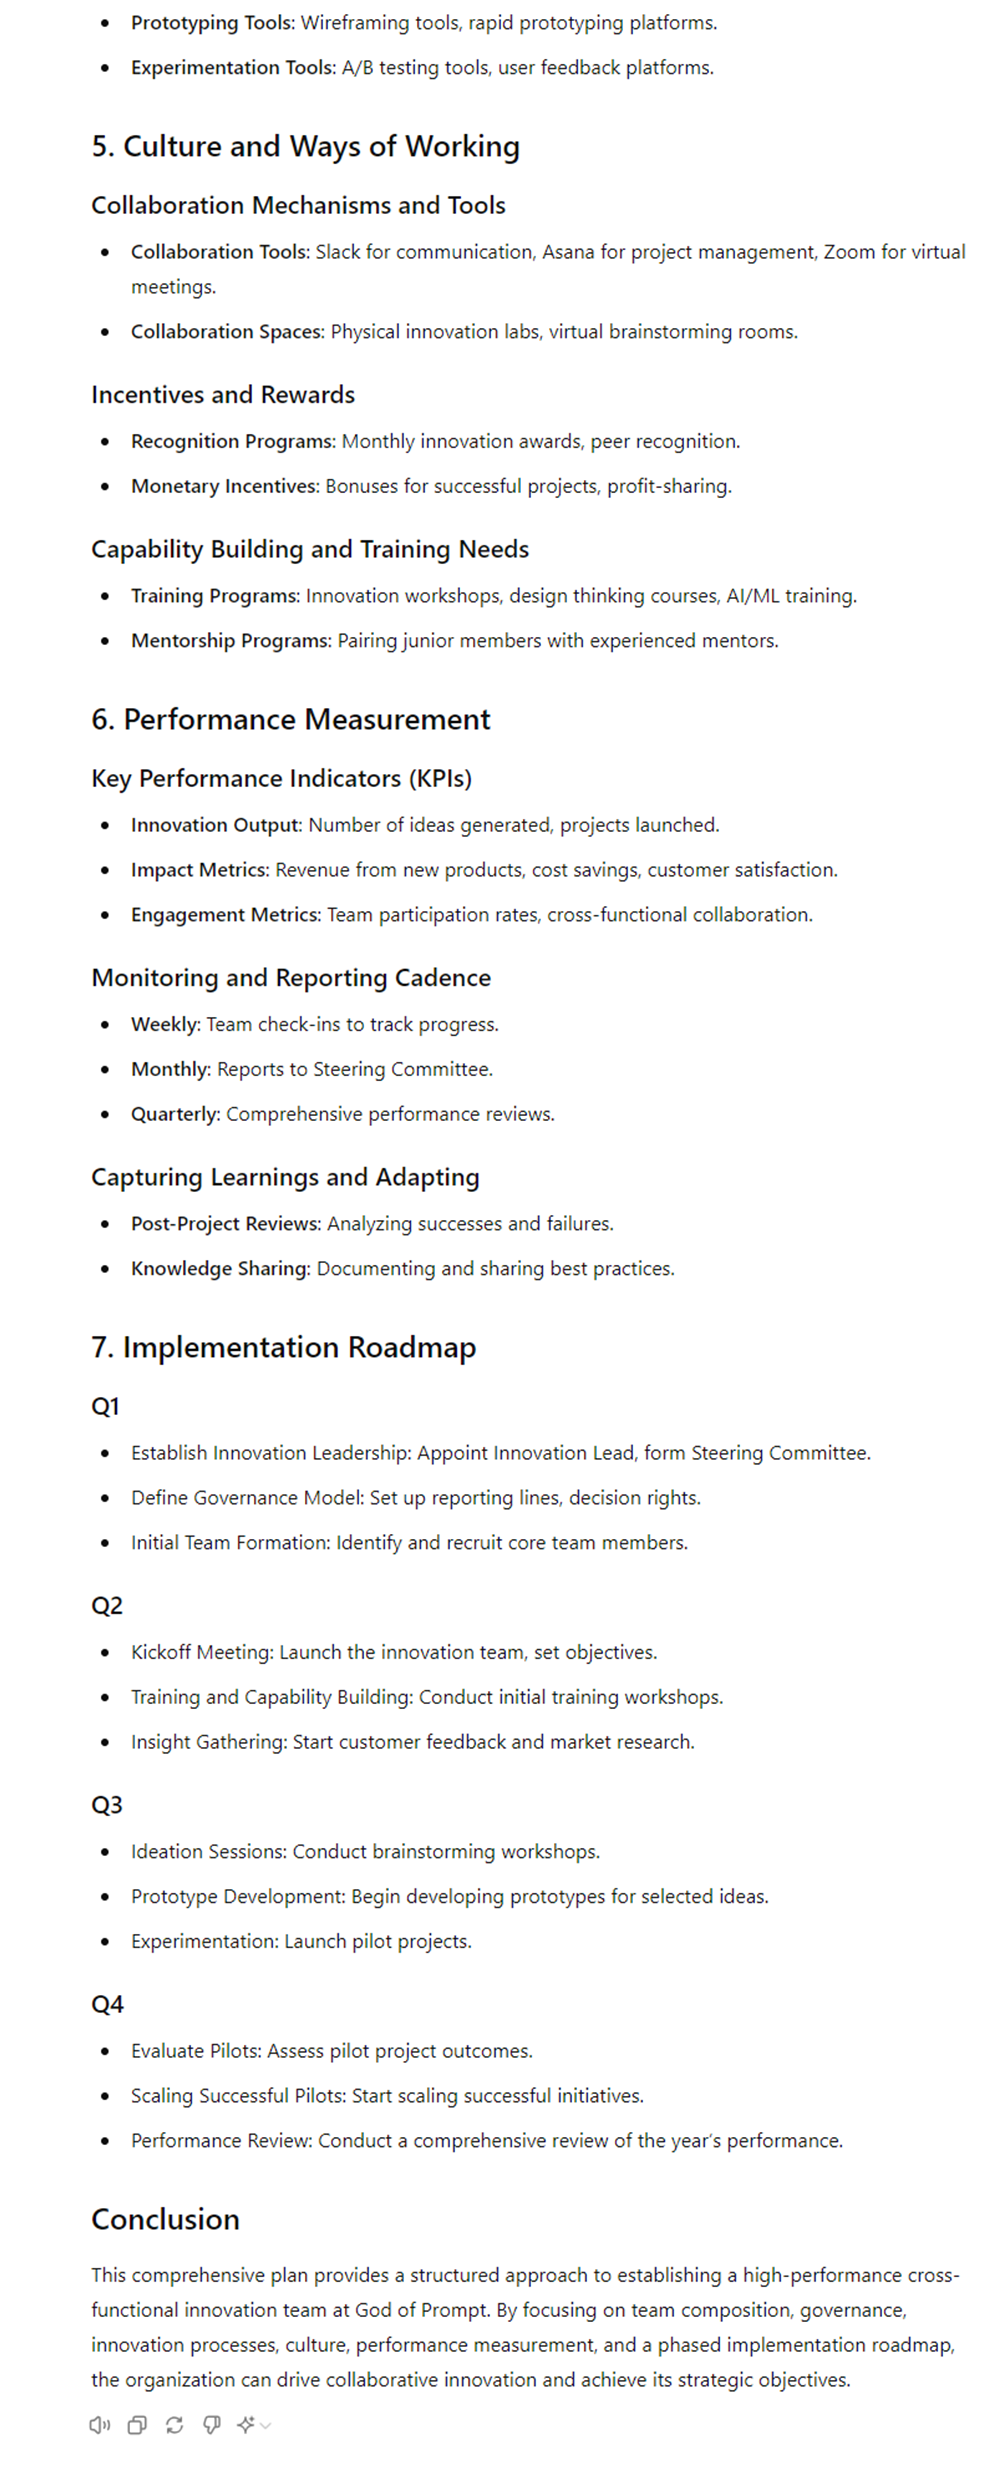 Prototyping Tools: Wireframing tools, rapid prototyping platforms.
Experimentation Tools: A/B testing tools, user feedback platforms.
5. Culture and Ways of Working
Collaboration Mechanisms and Tools
Collaboration Tools: Slack for communication, Asana for project management, Zoom for virtual
meetings.
Collaboration Spaces: Physical innovation labs, virtual brainstorming rooms.
Incentives and Rewards
Recognition Programs: Monthly innovation awards, peer recognition.
Monetary Incentives: Bonuses for successful projects, profit-sharing.
Capability Building and Training Needs
Training Programs: Innovation workshops, design thinking courses, AI/ML training.
Mentorship Programs: Pairing junior members with experienced mentors.
6. Performance Measurement
Key Performance Indicators (KPIs)
Innovation Output: Number of ideas generated, projects launched.
Impact Metrics: Revenue from new products, cost savings, customer satisfaction.
Engagement Metrics: Team participation rates, cross-functional collaboration.
Monitoring and Reporting Cadence
Weekly: Team check-ins to track progress.
Monthly: Reports to Steering Committee.
Quarterly: Comprehensive performance reviews.
Capturing Learnings and Adapting
Post-Project Reviews: Analyzing successes and failures.
Knowledge Sharing: Documenting and sharing best practices.
7. Implementation Roadmap
Q1
Establish Innovation Leadership: Appoint Innovation Lead, form Steering Committee.
Define Governance Model: Set up reporting lines, decision rights.
Initial Team Formation: Identify and recruit core team members.
Q2
Kickoff Meeting: Launch the innovation team, set objectives.
Training and Capability Building: Conduct initial training workshops.
Insight Gathering: Start customer feedback and market research.
Q3
Ideation Sessions: Conduct brainstorming workshops.
Prototype Development: Begin developing prototypes for selected ideas.
Experimentation: Launch pilot projects.
Q4
Evaluate Pilots: Assess pilot project outcomes.
Scaling Successful Pilots: Start scaling successful initiatives.
Performance Review: Conduct a comprehensive review of the year's performance.
Conclusion
This comprehensive plan provides a structured approach to establishing a high-performance cross-
functional innovation team at God of Prompt. By focusing on team composition, governance,
innovation processes, culture, performance measurement, and a phased implementation roadmap,
the organization can drive collaborative innovation and achieve its strategic objectives.